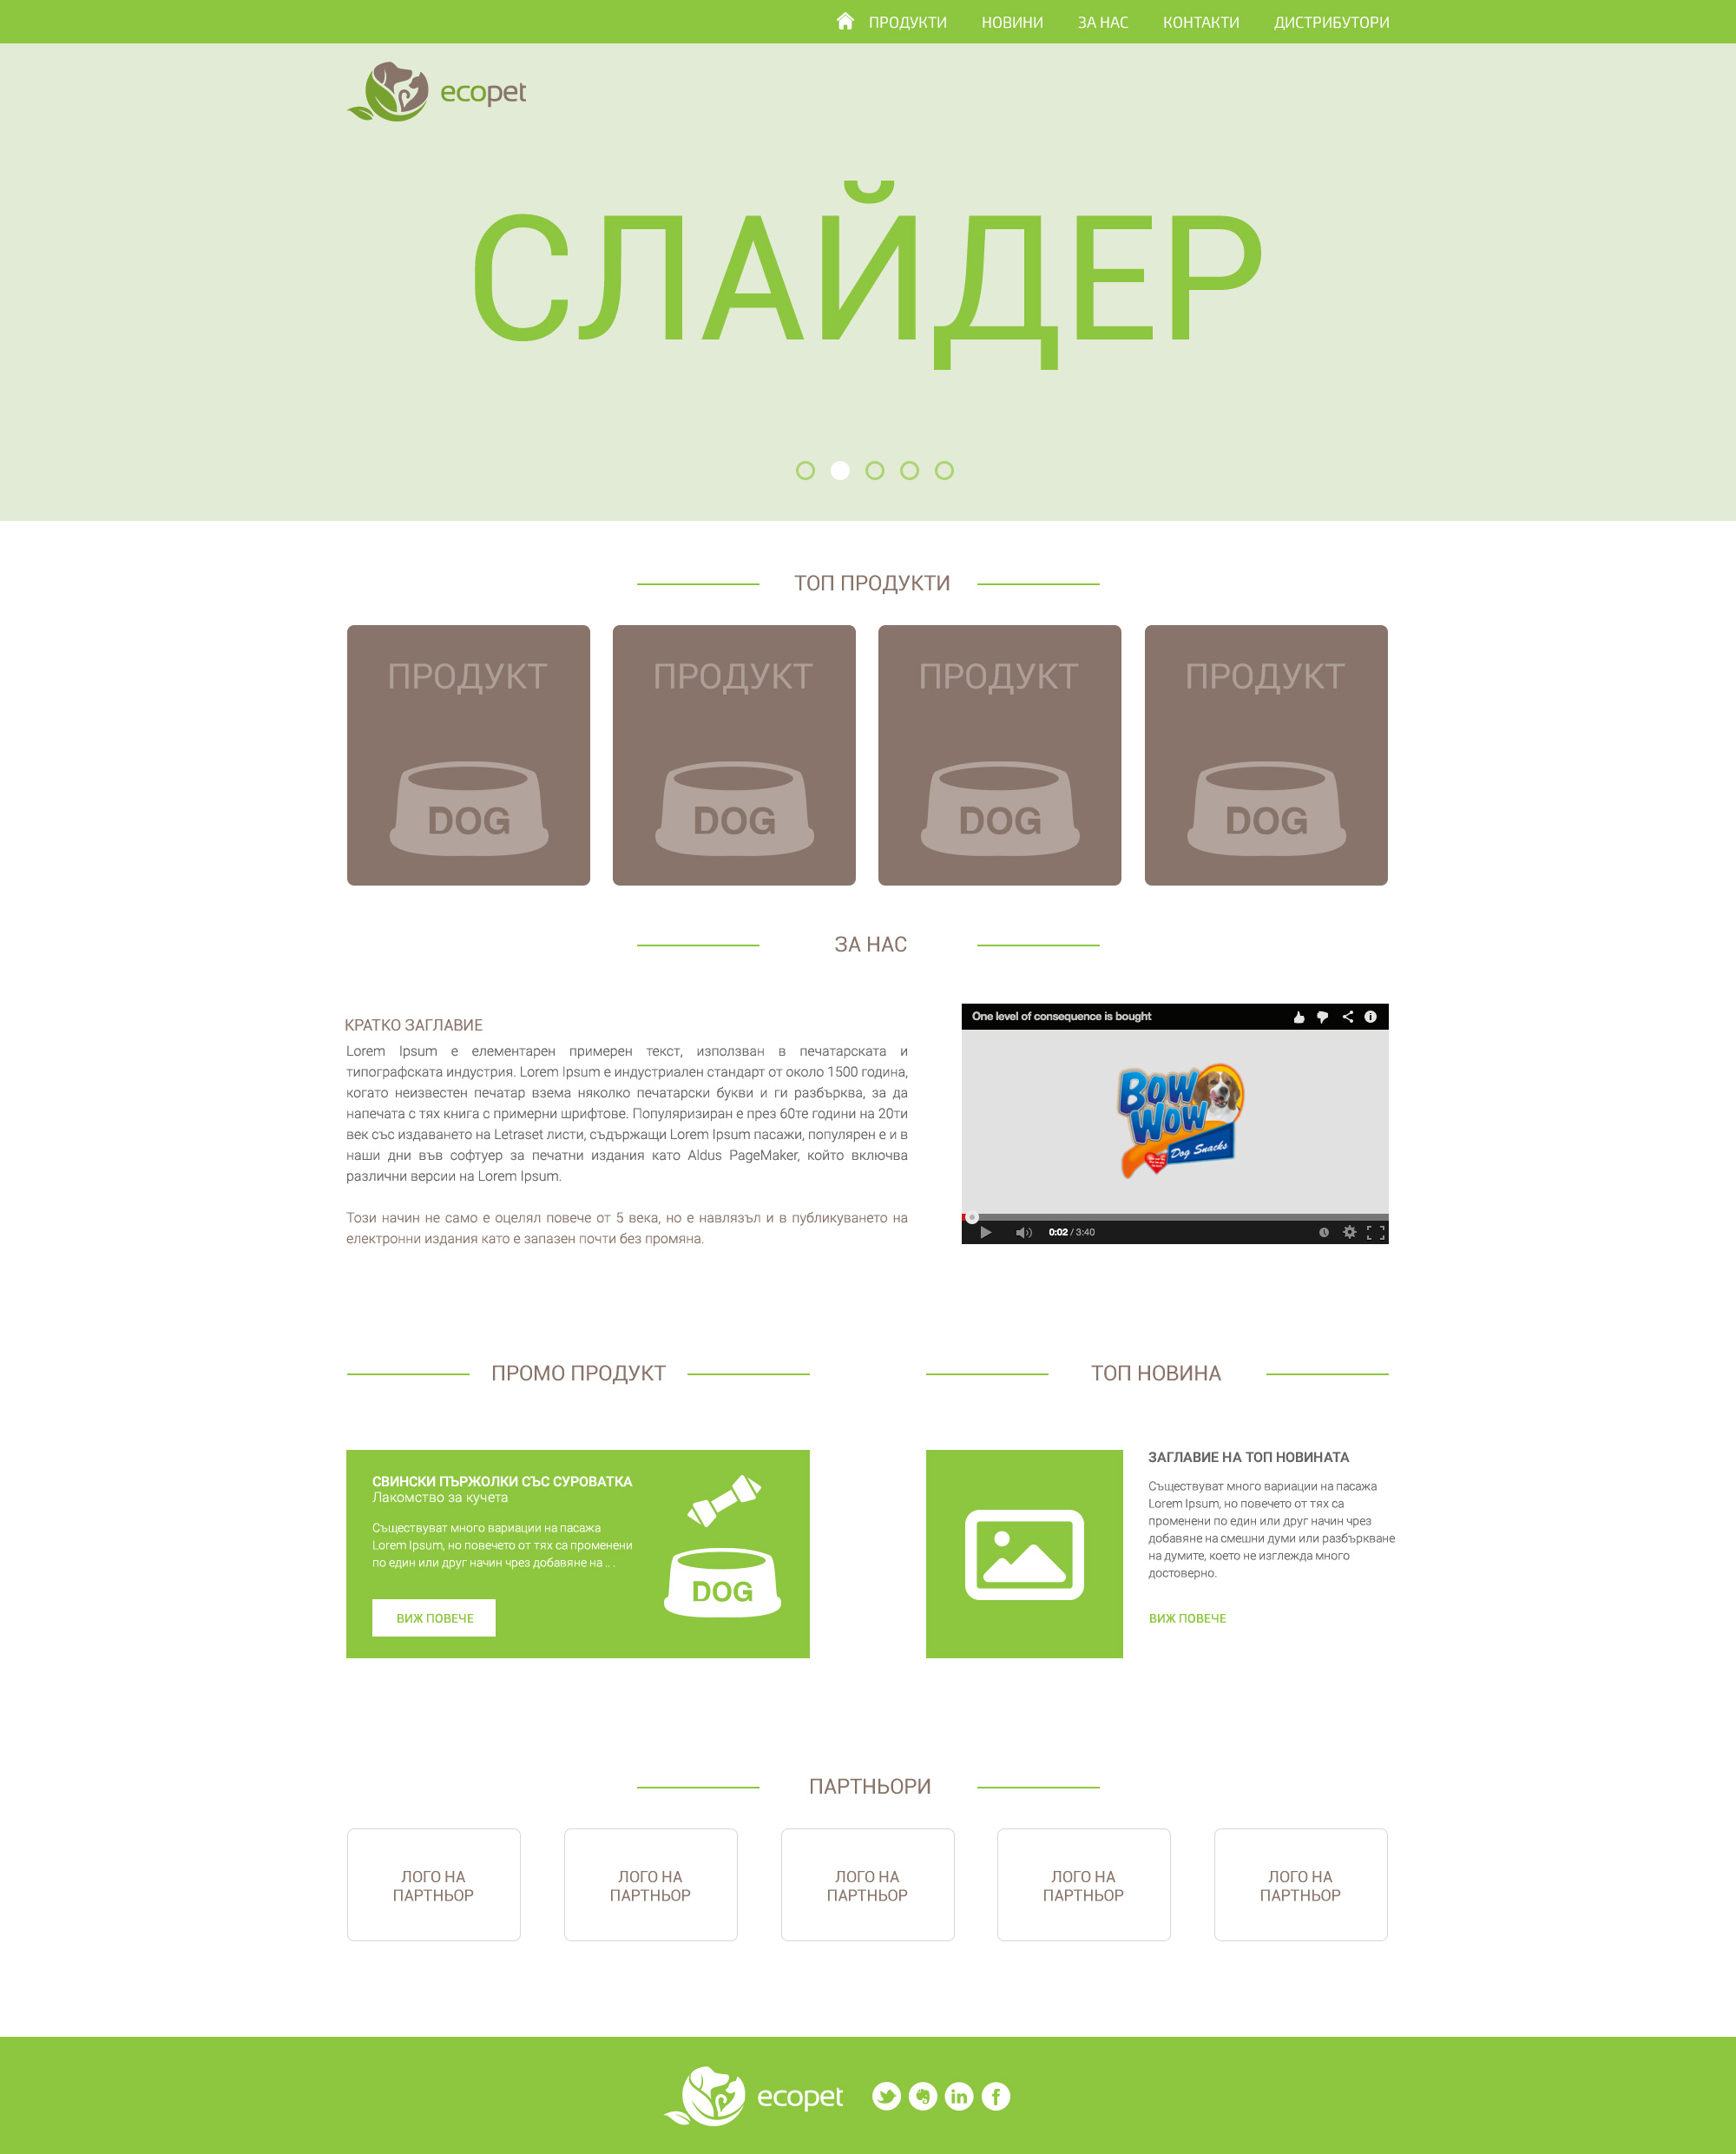 ПРОДУКТИ НОВИНИ ЗА НАС КОНТАКТИ ДИСТРИБУТОРИ
ecopet
СЛАЙДЕР
ТОП ПРОДУКТИ
ПРОДУКТ ПРОДУКТ ПРОДУКТ ПРОДУКТ
DOG DOG DOG DOG
ЗА НАС
КРАТКО ЗАГЛАВИЕ
Lorem Ipsum е елементарен примерен текст, използван в печатарската и
типографската индустрия. Lorem Ipsum е индустриален стандарт от около 1500 година,
когато неизвестен печатар взема няколко печатарски букви и ги разбърква, за да
напечата с тях книга с примерни шрифтове. Популяризиран е през 60те години на 20ти
век със издаването на Letraset листи, съдържащи Lorem Ipsum пасажи, популярен е и в
наши дни във софтуер за печатни издания като Aldus PageMaker, който включва
различни версии на Lorem Ipsum.
Този начин не само е оцелял повече от 5 века, но е навлязъл и в публикуването на
електронни издания като е запазен почти без промяна.
One level of consequence is bought
BOW
WOW
Dog Snacks
0:02 / 3:40
ПРОМО ПРОДУКТ
СВИНСКИ ПЪРЖОЛКИ СЪС СУРОВАТКА
Лакомство за кучета
Съществуват много вариации на пасажа
Lorem Ipsum, но повечето от тях са променени
по един или друг начин чрез добавяне на ...
ВИЖ ПОВЕЧЕ
DOG
ТОП НОВИНА
ЗАГЛАВИЕ НА ТОП НОВИНАТА
Съществуват много вариации на пасажа
Lorem Ipsum, но повечето от тях са
променени по един или друг начин чрез
добавяне на смешни думи или разбъркване
на думите, което не изглежда много
достоверно.
ВИЖ ПОВЕЧЕ
ПАРТНЬОРИ
ЛОГО НА ЛОГО НА ЛОГО НА ЛОГО НА ЛОГО НА
ПАРТНЬОР ПАРТНЬОР ПАРТНЬОР ПАРТНЬОР ПАРТНЬОР
ecopet
in f